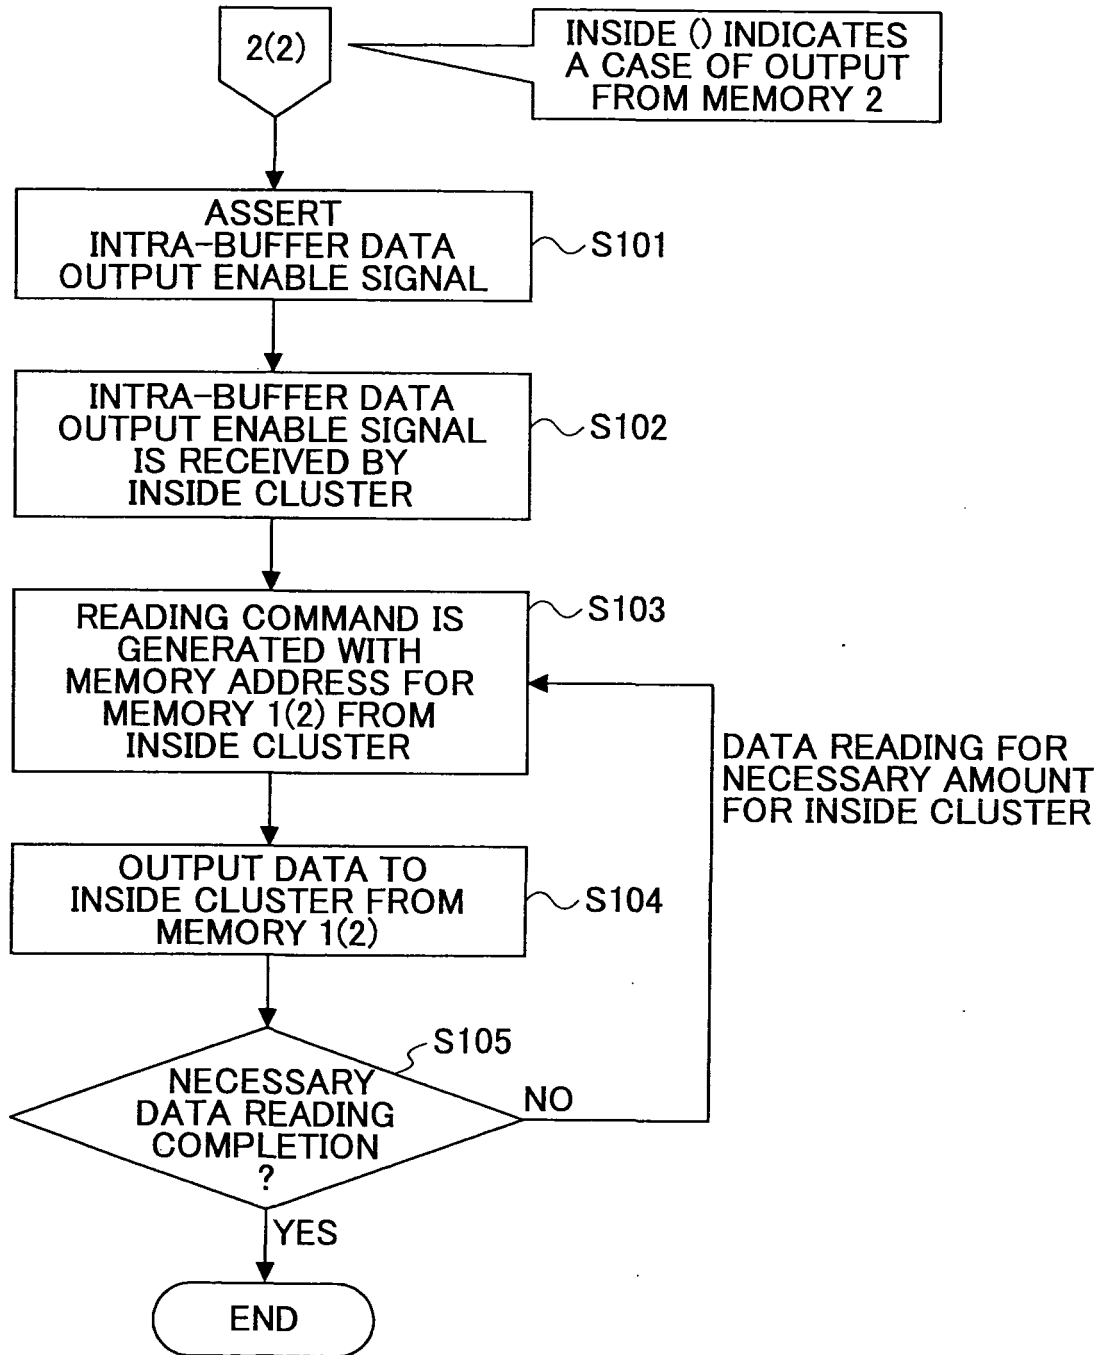 2(2)
INSIDE () INDICATES
A CASE OF OUTPUT
FROM MEMORY 2
ASSERT
INTRA-BUFFER DATA
OUTPUT ENABLE SIGNAL
S101
INTRA-BUFFER DATA
OUTPUT ENABLE SIGNAL
IS RECEIVED BY
INSIDE CLUSTER
S102
READING COMMAND IS
GENERATED WITH
MEMORY ADDRESS FOR
MEMORY 1(2) FROM
INSIDE CLUSTER
S103
DATA READING FOR
NECESSARY AMOUNT
FOR INSIDE CLUSTER
OUTPUT DATA TO
INSIDE CLUSTER FROM
MEMORY 1(2)
S104
S105
NECESSARY
DATA READING
COMPLETION
?
NO
YES
END